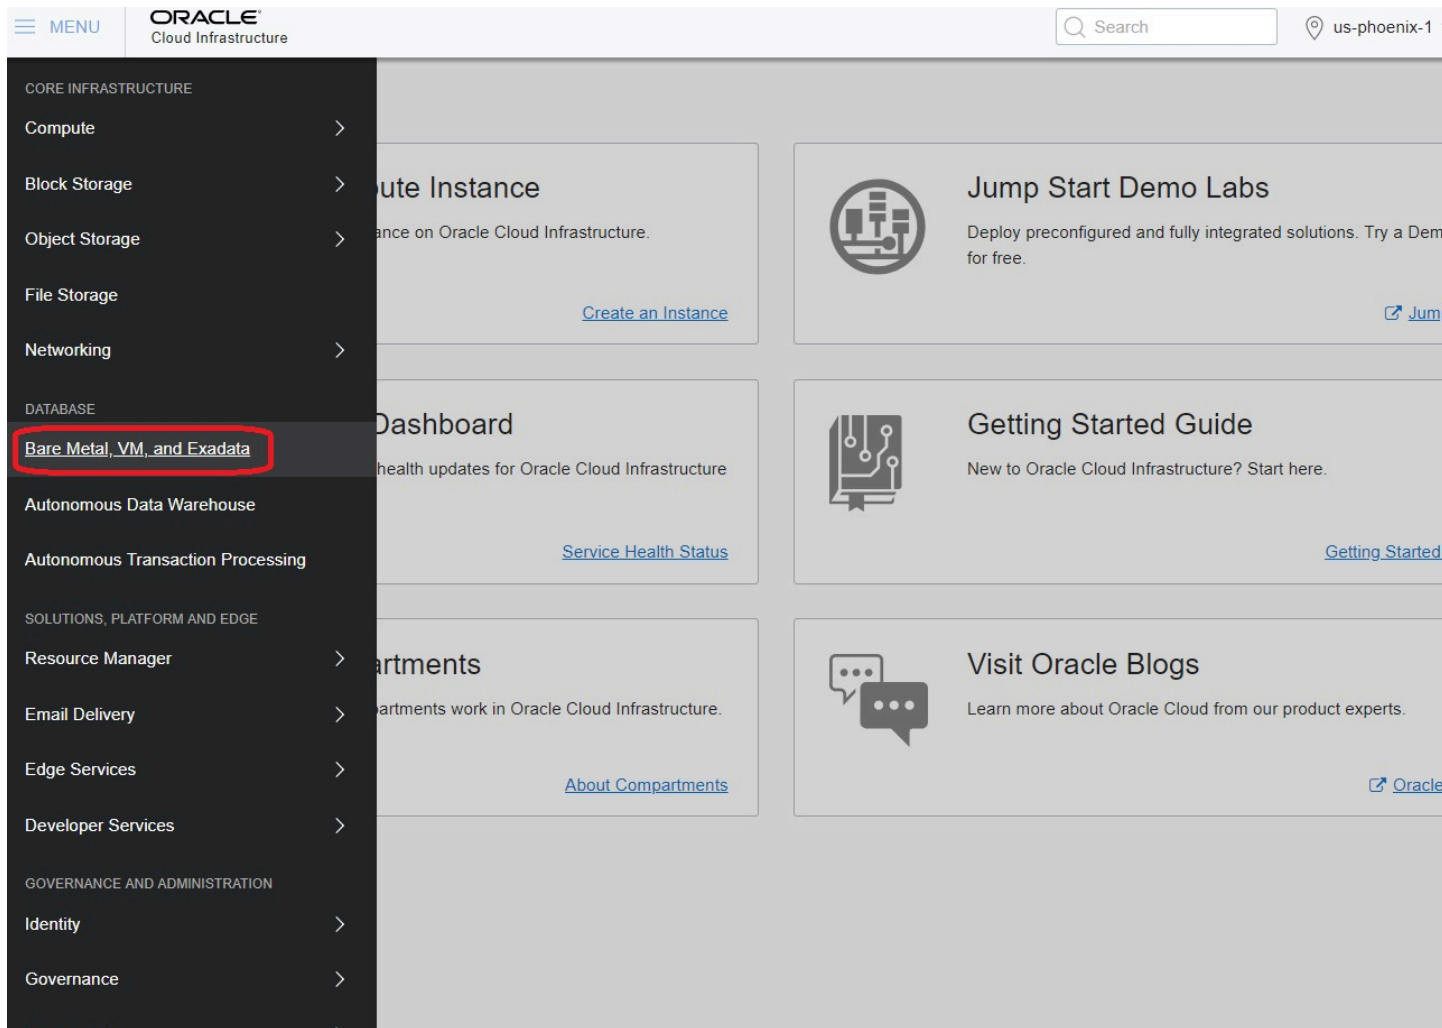 MENU
ORACLE
Cloud Infrastructure
Search
us-phoenix-1
CORE INFRASTRUCTURE
Compute
Block Storage
Object Storage
File Storage
Networking
DATABASE
Bare Metal, VM, and Exadata
Autonomous Data Warehouse
Autonomous Transaction Processing
SOLUTIONS, PLATFORM AND EDGE
Resource Manager
Email Delivery
Edge Services
Developer Services
GOVERNANCE AND ADMINISTRATION
Identity
Governance
ute Instance
ance on Oracle Cloud Infrastructure.
Create an Instance
Jump Start Demo Labs
Deploy preconfigured and fully integrated solutions. Try a Dem
for free.
Jum
Dashboard
health updates for Oracle Cloud Infrastructure
Service Health Status
Getting Started Guide
New to Oracle Cloud Infrastructure? Start here.
Getting Started
artments
artments work in Oracle Cloud Infrastructure.
About Compartments
Visit Oracle Blogs
Learn more about Oracle Cloud from our product experts.
Oracle